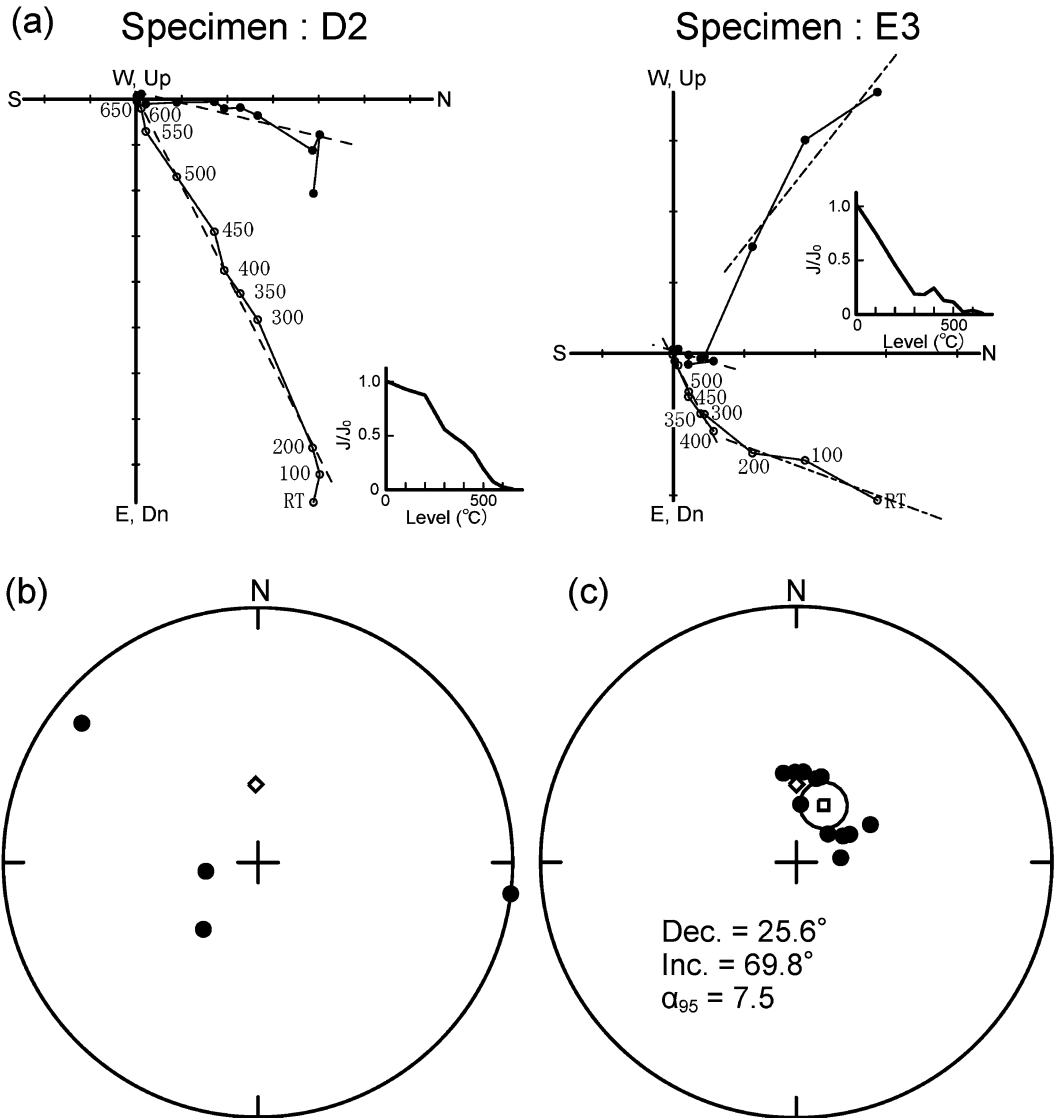 (a)
Specimen : D2
Specimen : E3
W, Up
S
N
650
600
550
500
450
400
350
300
200
100
RT
E, Dn
1.0
0.5
0
J/J₀
0
500
Level (℃)
W, Up
S
N
500
450
350
300
400
200
100
RT
E, Dn
1.0
0.5
0
J/J₀
0
500
Level (℃)
(b)
N
(c)
N
Dec. = 25.6°
Inc. = 69.8°
α₉₅ = 7.5